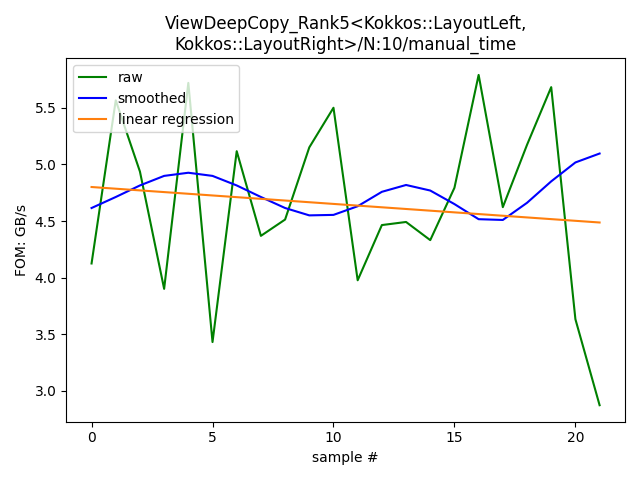 ViewDeepCopy_Rank5<Kokkos::LayoutLeft,
Kokkos::LayoutRight>/N:10/manual_time
raw
smoothed
linear regression
FOM: GB/s
5.5
5.0
4.5
4.0
3.5
3.0
0 5 10 15 20
sample #